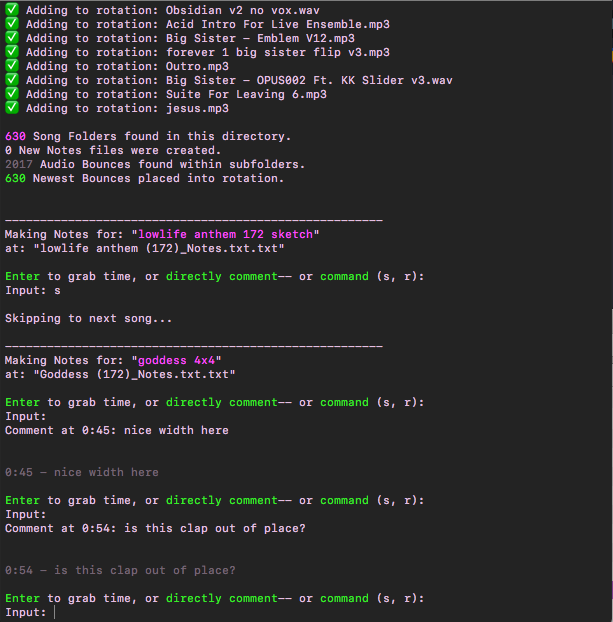 ✅ Adding to rotation: Obsidian v2 no vox.wav
✅ Adding to rotation: Acid Intro For Live Ensemble.mp3
✅ Adding to rotation: Big Sister – Emblem V12.mp3
✅ Adding to rotation: forever 1 big sister flip v3.mp3
✅ Adding to rotation: Outro.mp3
✅ Adding to rotation: Big Sister – OPUS002 Ft. KK Slider v3.wav
✅ Adding to rotation: Suite For Leaving 6.mp3
✅ Adding to rotation: jesus.mp3
630 Song Folders found in this directory.
0 New Notes files were created.
2017 Audio Bounces found within subfolders.
630 Newest Bounces placed into rotation.
______________________________________________________
Making Notes for: "lowlife anthem 172 sketch"
at: "lowlife anthem (172)_Notes.txt.txt"
Enter to grab time, or directly comment-- or command (s, r):
Input: s
Skipping to next song...
______________________________________________________
Making Notes for: "goddess 4x4"
at: "Goddess (172)_Notes.txt.txt"
Enter to grab time, or directly comment-- or command (s, r):
Input:
Comment at 0:45: nice width here
0:45 – nice width here
Enter to grab time, or directly comment-- or command (s, r):
Input:
Comment at 0:54: is this clap out of place?
0:54 – is this clap out of place?
Enter to grab time, or directly comment-- or command (s, r):
Input: